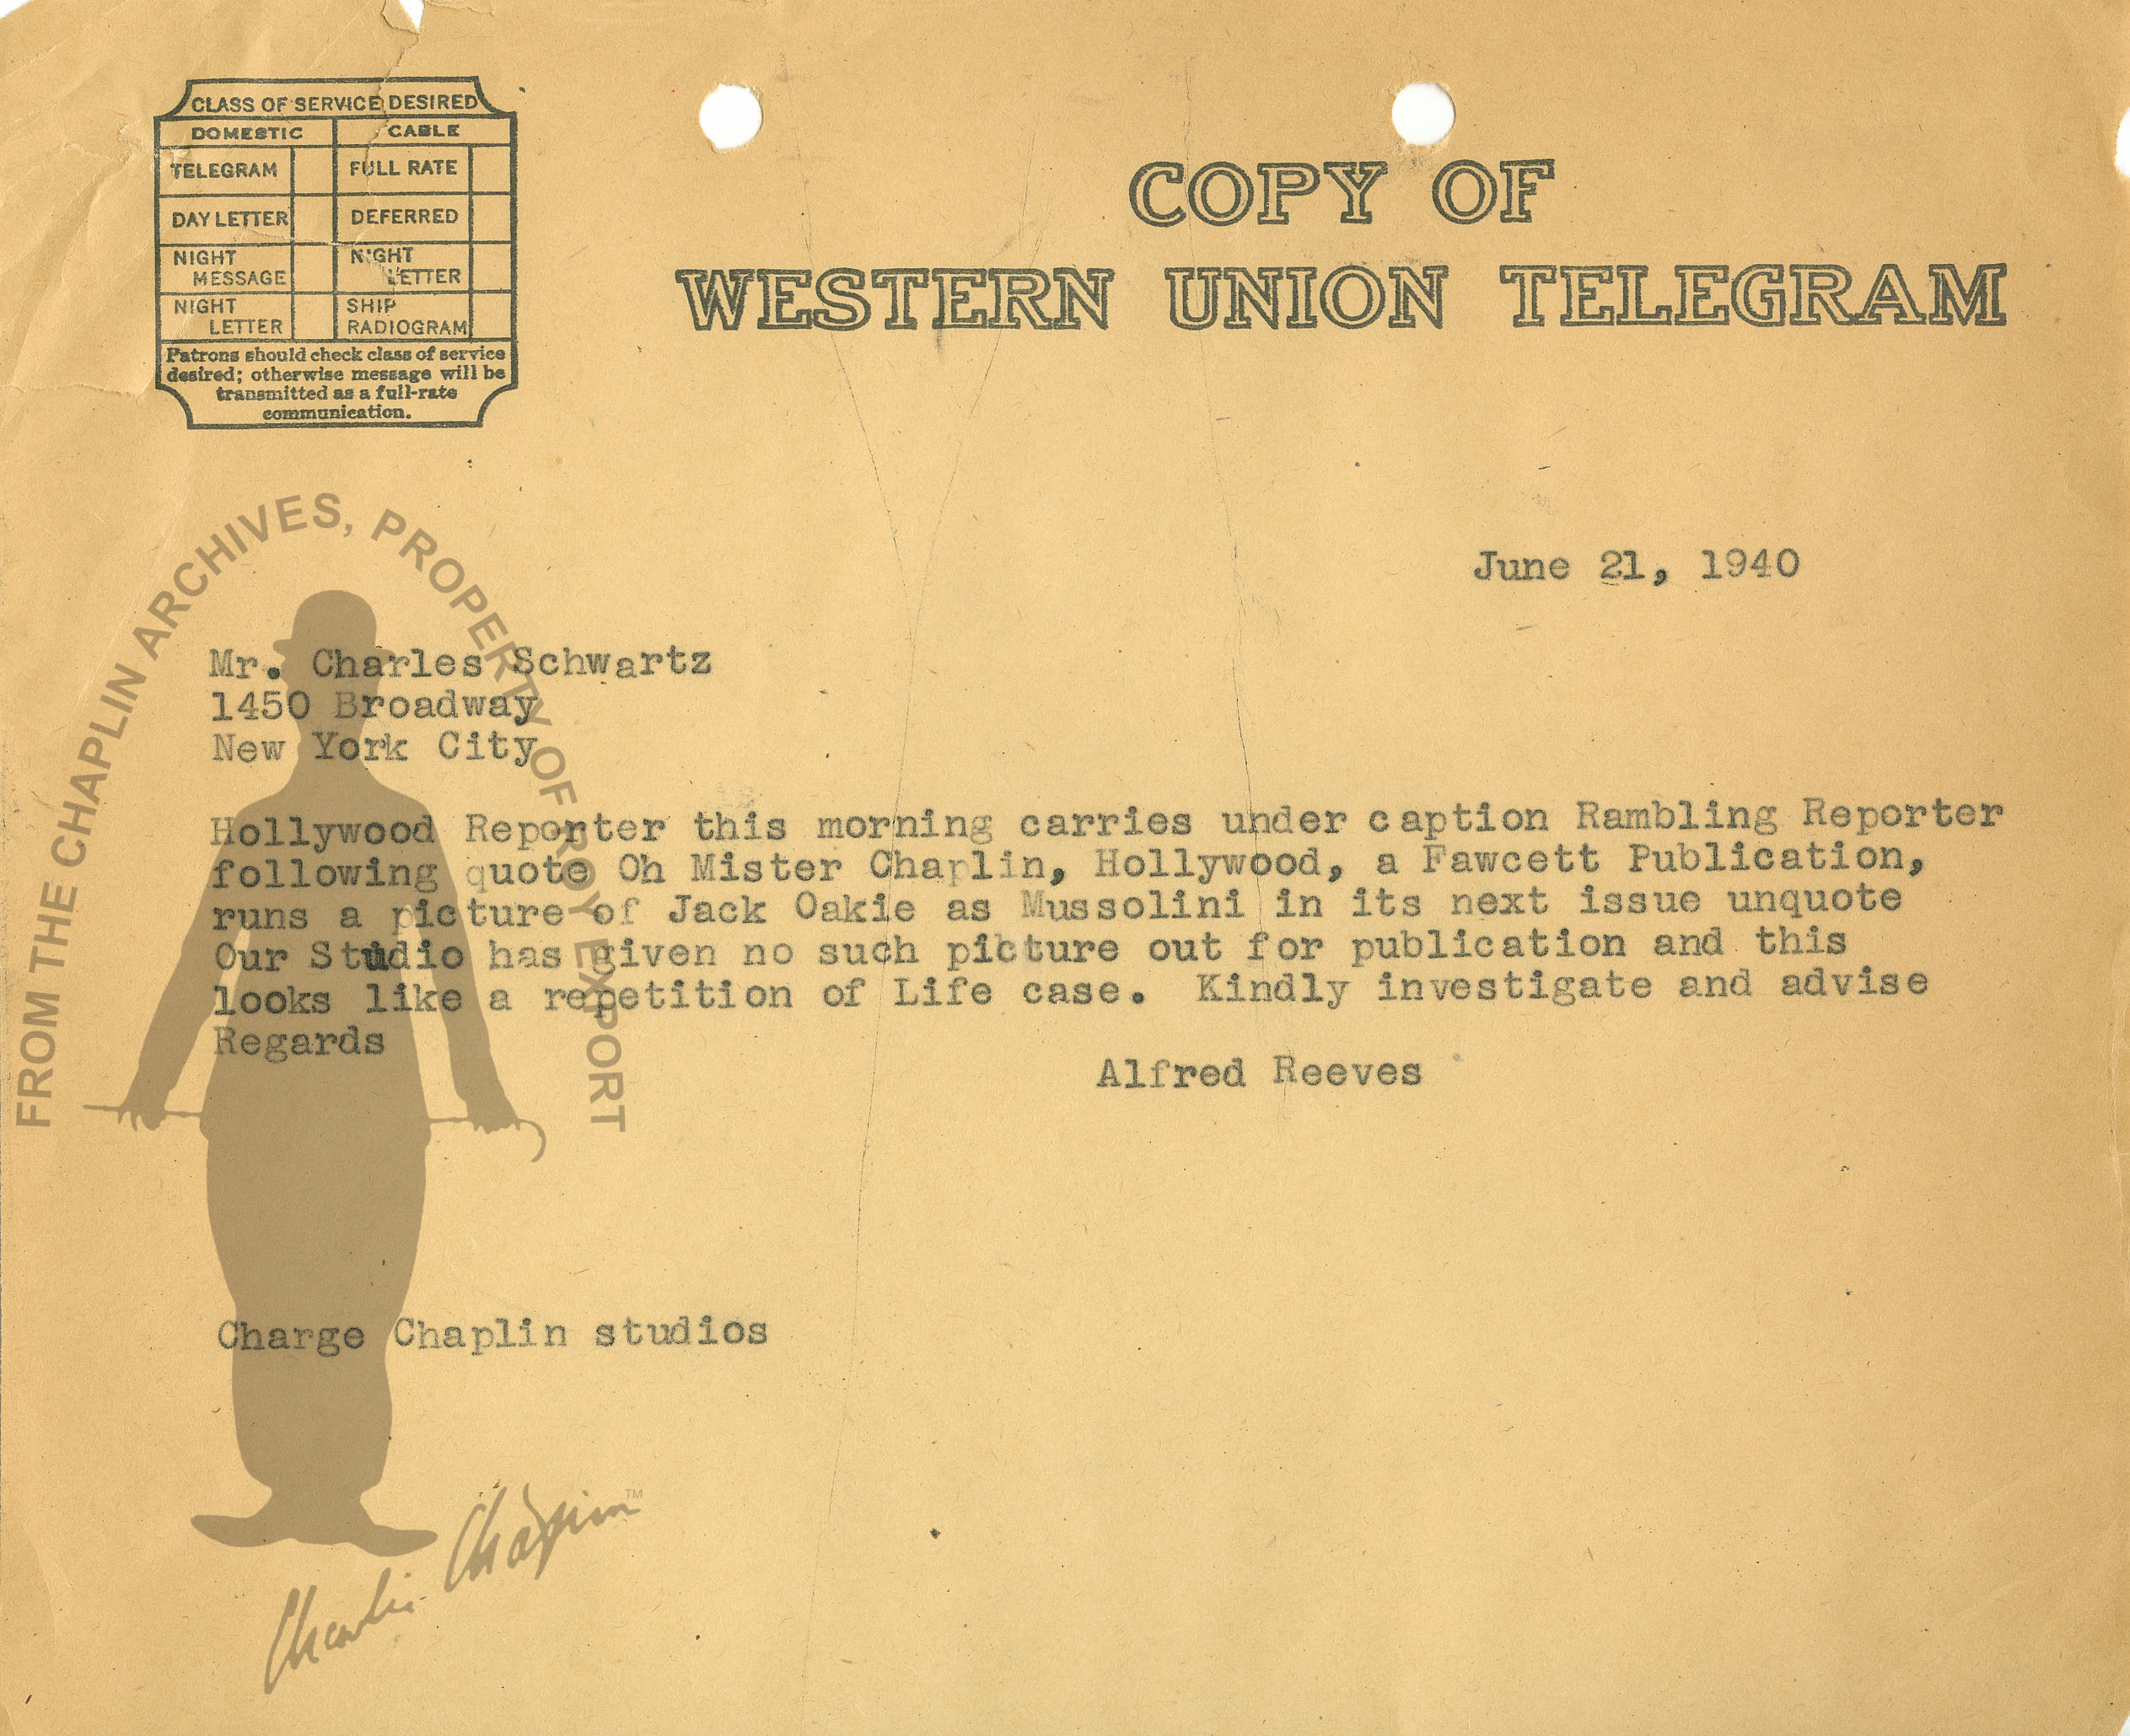 CLASS OF SERVICE DESIRED
DOMESTIC CABLE
TELEGRAM FULL RATE
DAY LETTER DEFERRED
NIGHT MESSAGE NIGHT LETTER
NIGHT LETTER SHIP RADIOGRAM
Patrons should check class of service
desired; otherwise message will be
transmitted as a full-rate
communication.
COPY OF
WESTERN UNION TELEGRAM
June 21, 1940
Mr. Charles Schwartz
1450 Broadway
New York City
Hollywood Reporter this morning carries under caption Rambling Reporter
following quote Oh Mister Chaplin, Hollywood, a Fawcett Publication,
runs a picture of Jack Oakie as Mussolini in its next issue unquote
Our Studio has given no such picture out for publication and this
looks like a repetition of Life case. Kindly investigate and advise
Regards
Alfred Reeves
Charge Chaplin studios
FROM THE CHAPLIN ARCHIVES, PROPERTY OF ROY EXPORT
Charlie Chaplin™